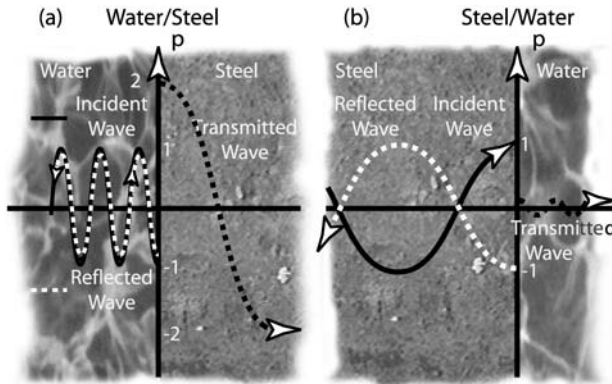 (a)
Water/Steel
p
Water
2
Steel
Incident
Wave
Transmitted
Wave
1
-1
Reflected
Wave
-2
(b)
Steel/Water
p
Steel
Water
Reflected
Wave
Incident
Wave
1
d
Transmitted
Wave
-1